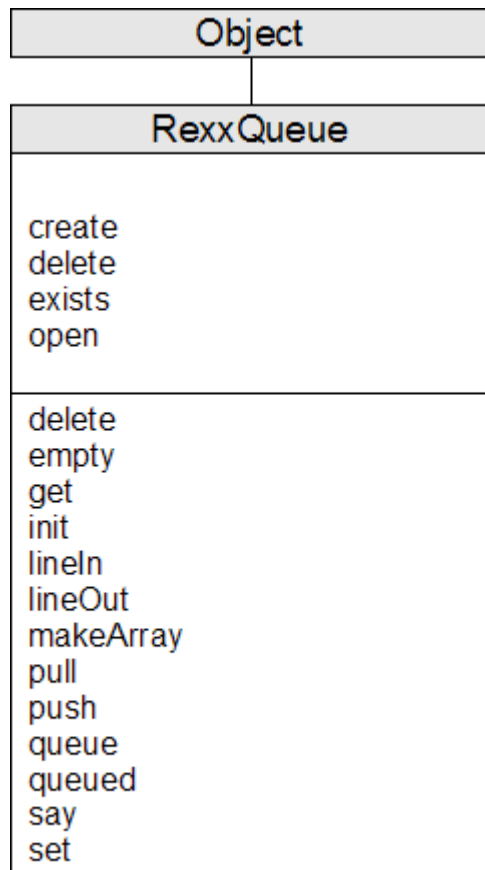 Object
RexxQueue
create
delete
exists
open
delete
empty
get
init
lineIn
lineOut
makeArray
pull
push
queue
queued
say
set